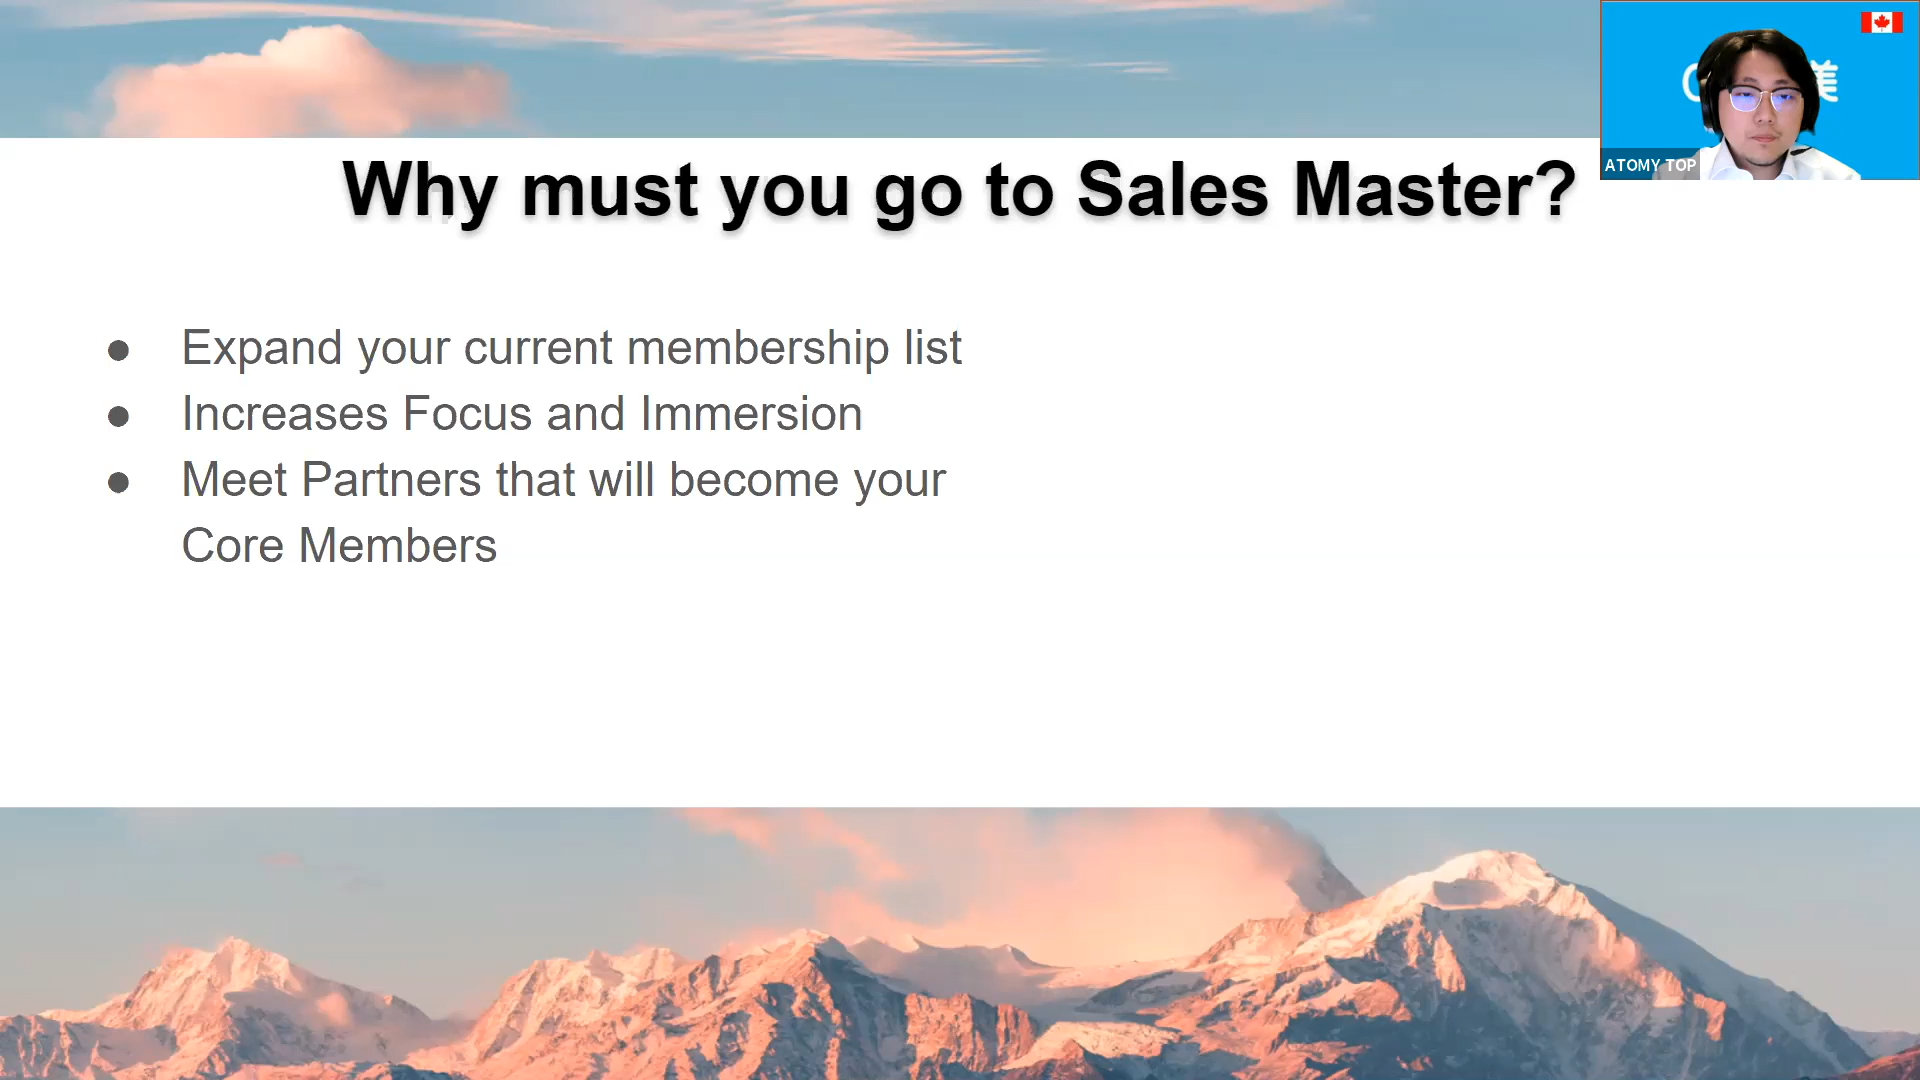 Why must you go to Sales Master?
美
ATOMY TOP
● Expand your current membership list
● Increases Focus and Immersion
● Meet Partners that will become your
Core Members